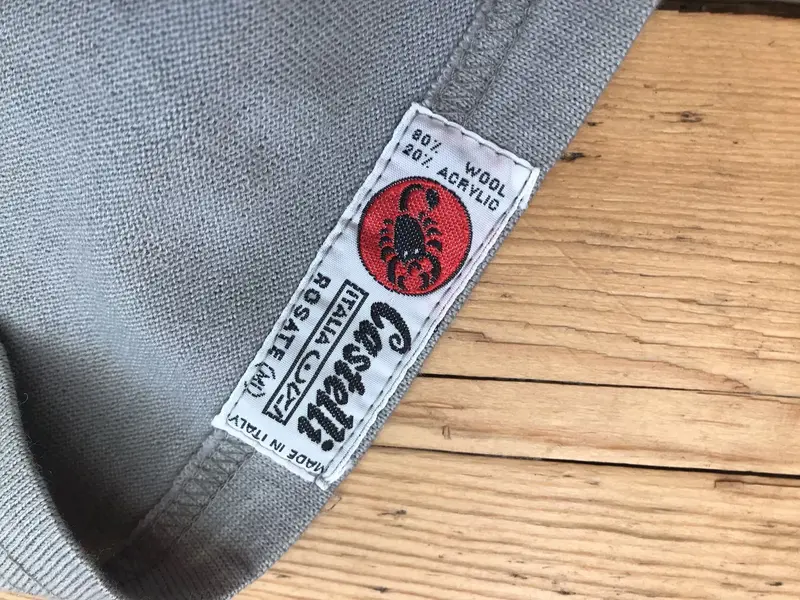 80% WOOL
20% ACRYLIC
Castelli
ITALIA
ROSATE (MI)
MADE IN ITALY